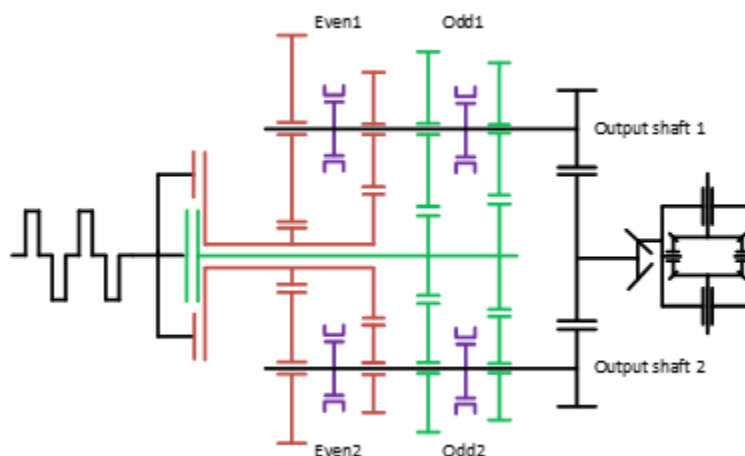 Even1
Odd1
Output shaft 1
Output shaft 2
Even2
Odd2